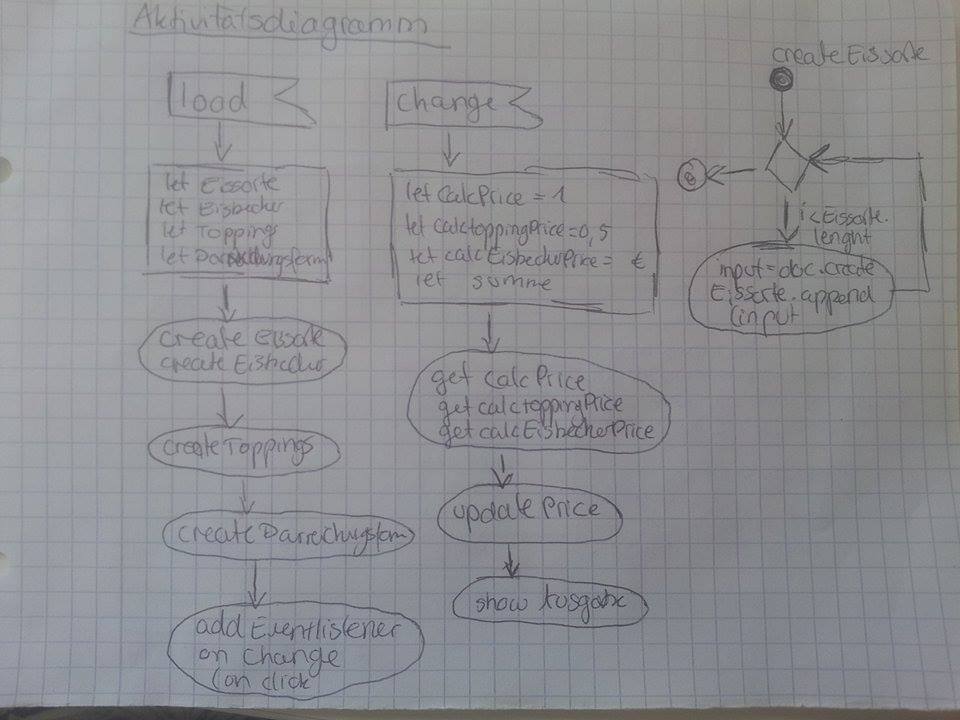 Aktivitätsdiagramm
load
let Eissorte
let Eisbecher
let Toppings
let Darreichungsform
create Eissorte
create Eisbecher
create Toppings
create Darreichungsform
add Eventlistener
on change
(on click
change
let CalcPrice = 1
let calctoppingPrice=0,5
let calcEisbecherPrice= €
let summe
get CalcPrice
get calctoppingPrice
get calcEisbecherPrice
update Price
show Ausgabe
create Eissorte
i<Eissorte.
lenght
input=doc.create
Eissorte.append
(input